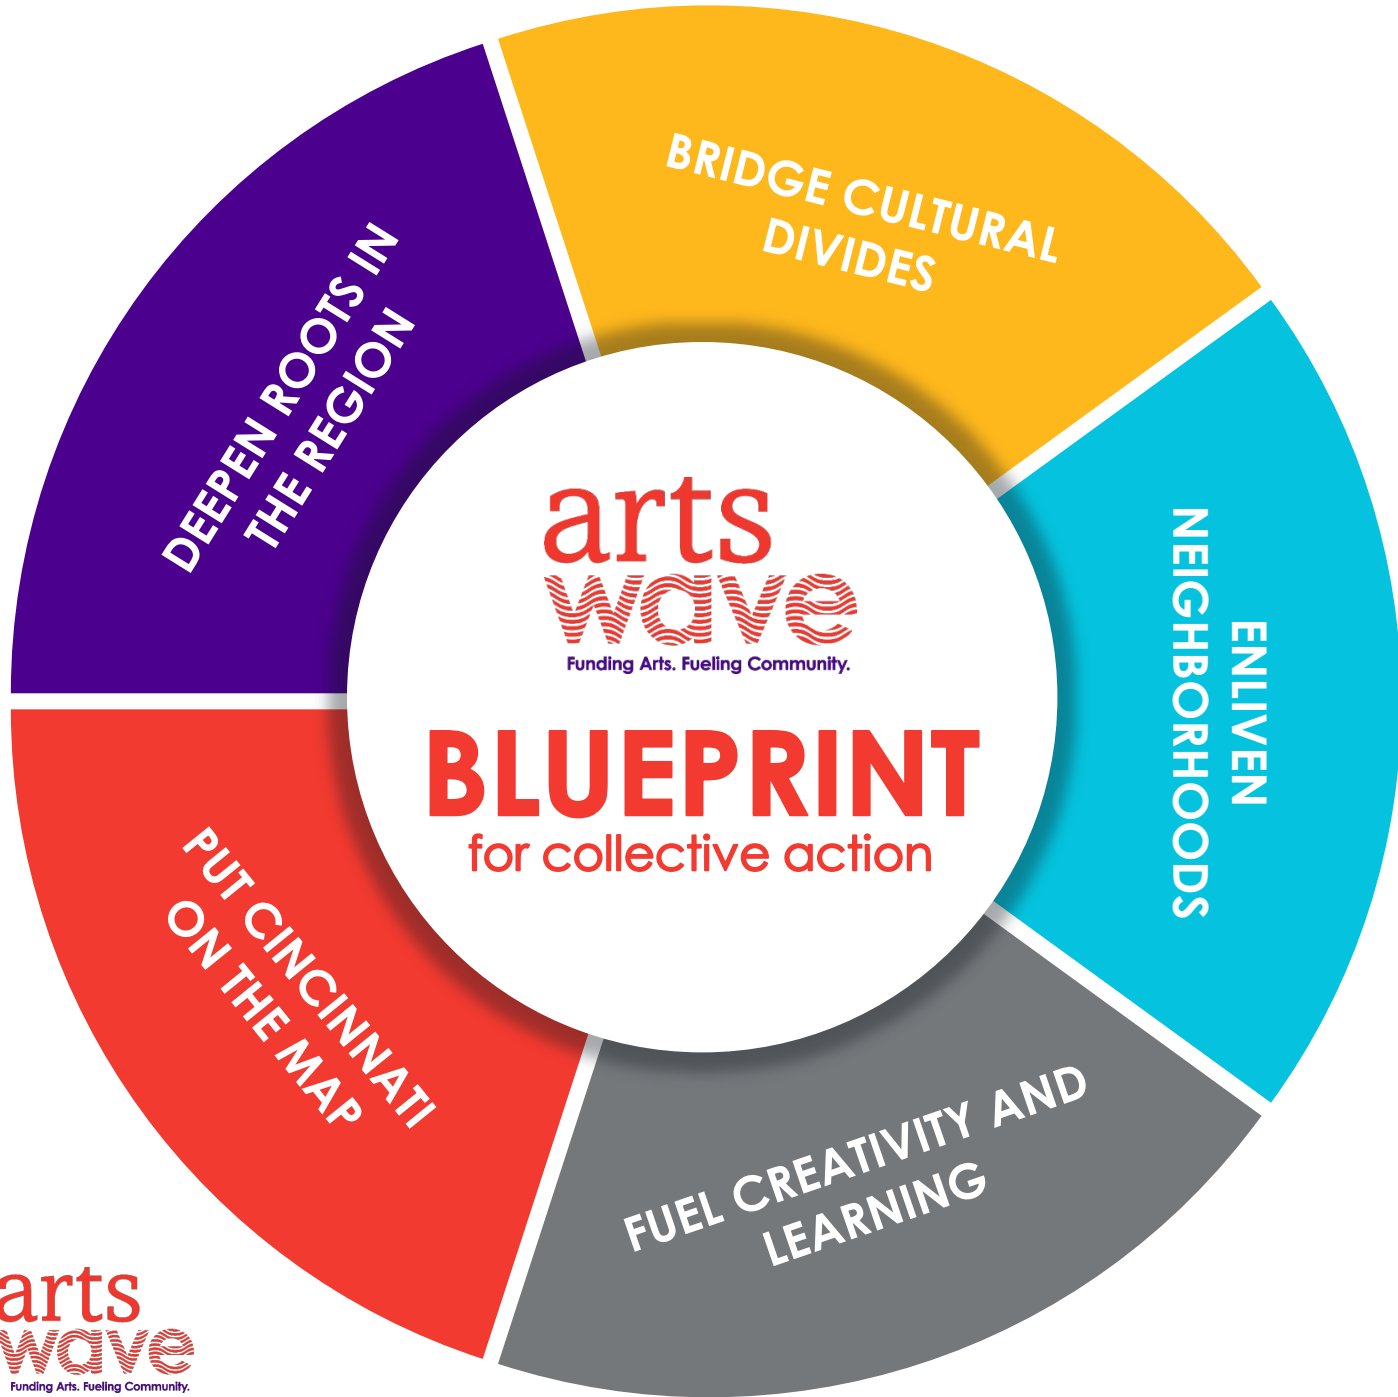 BRIDGE CULTURAL
DIVIDES
ENLIVEN
NEIGHBORHOODS
FUEL CREATIVITY AND
LEARNING
PUT CINCINNATI
ON THE MAP
DEEPEN ROOTS IN
THE REGION
arts
wave
Funding Arts. Fueling Community.
BLUEPRINT
for collective action
arts
wave
Funding Arts. Fueling Community.